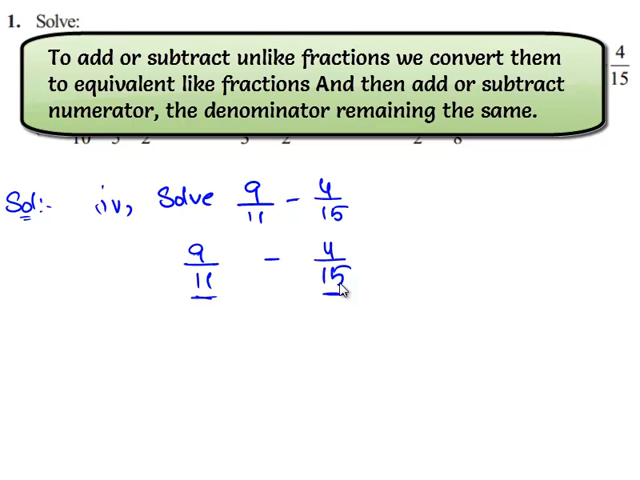 1. Solve:
To add or subtract unlike fractions we convert them
to equivalent like fractions And then add or subtract
numerator, the denominator remaining the same.
4
15
Sol:- iv, Solve 9/11 - 4/15
9/11 - 4/15